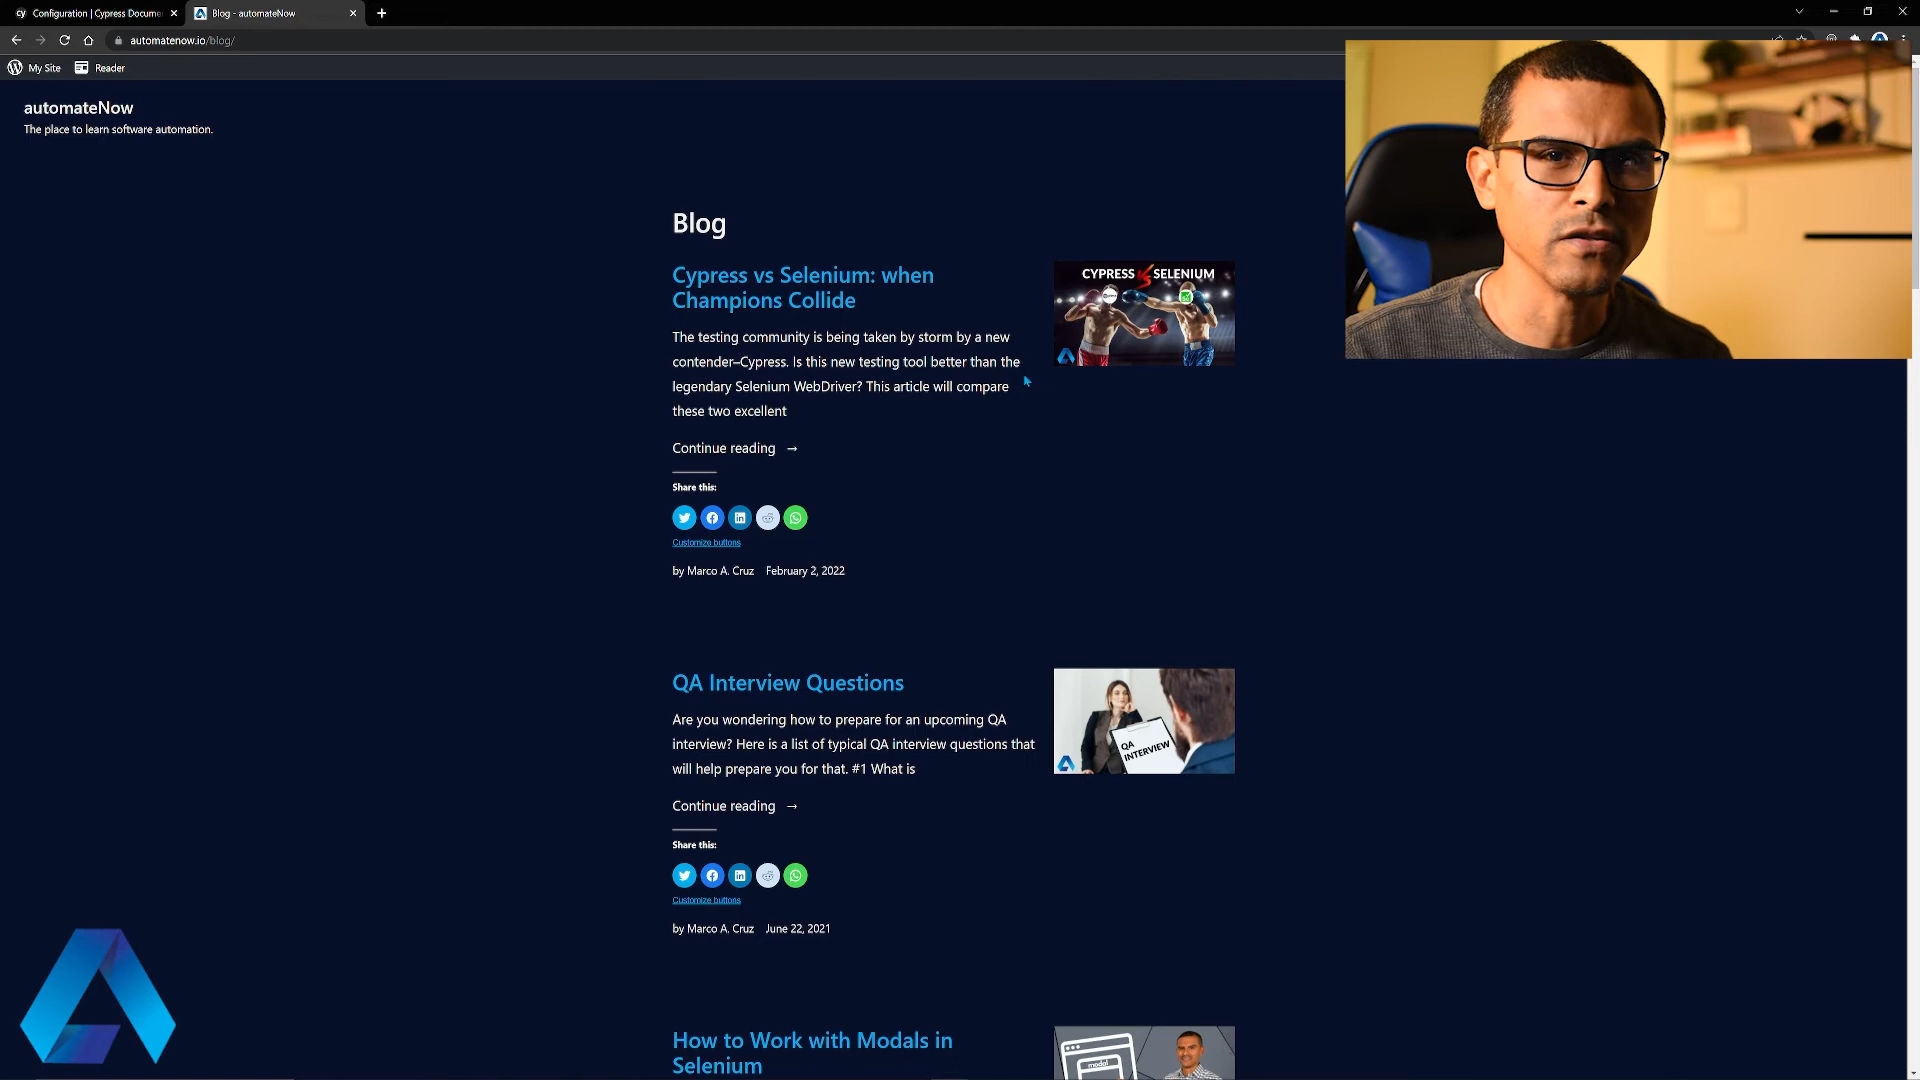 Configuration | Cypress Docume
Blog - automateNow
automatenow.io/blog/
My Site
Reader
automateNow
The place to learn software automation.
Blog
Cypress vs Selenium: when
Champions Collide
CYPRESS VS SELENIUM
The testing community is being taken by storm by a new
contender–Cypress. Is this new testing tool better than the
legendary Selenium WebDriver? This article will compare
these two excellent
Continue reading →
Share this:
Customize buttons
by Marco A. Cruz February 2, 2022
QA Interview Questions
QA
INTERVIEW
Are you wondering how to prepare for an upcoming QA
interview? Here is a list of typical QA interview questions that
will help prepare you for that. #1 What is
Continue reading →
Share this:
Customize buttons
by Marco A. Cruz June 22, 2021
How to Work with Modals in
Selenium
modal